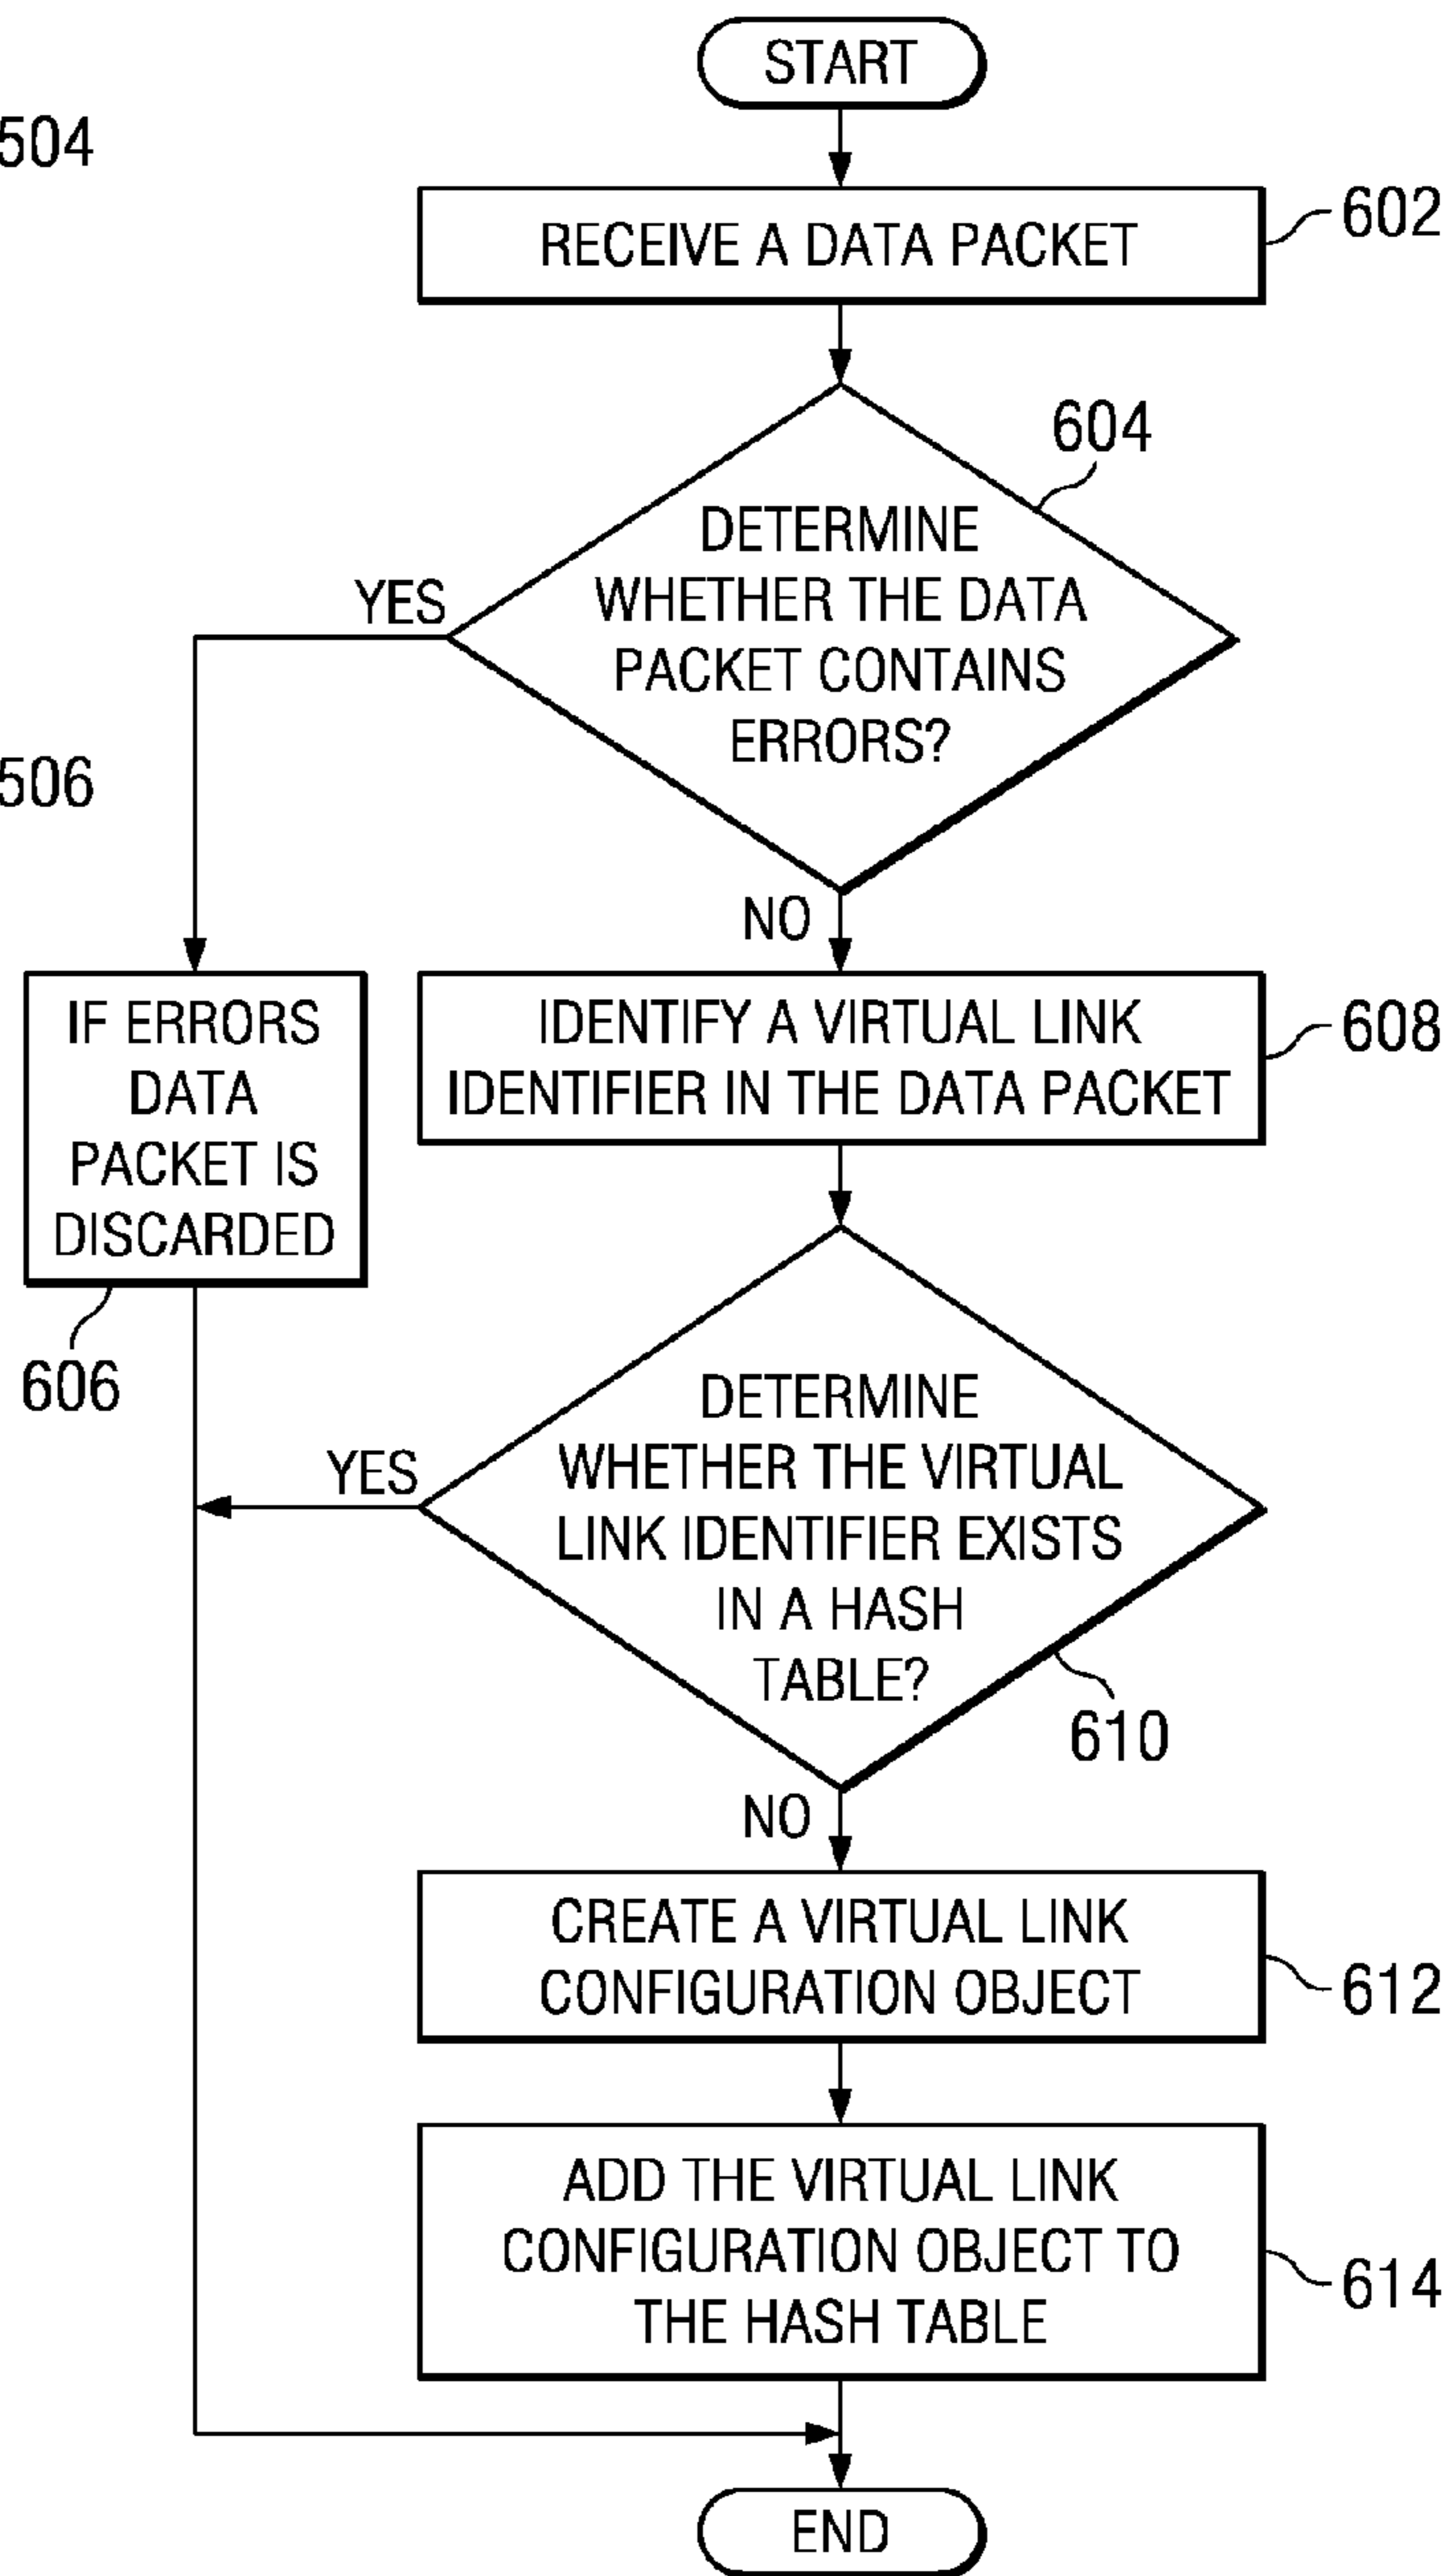 START
504
602
RECEIVE A DATA PACKET
604
DETERMINE
WHETHER THE DATA
PACKET CONTAINS
ERRORS?
YES
506
NO
IF ERRORS
DATA
PACKET IS
DISCARDED
606
IDENTIFY A VIRTUAL LINK
IDENTIFIER IN THE DATA PACKET
608
DETERMINE
WHETHER THE VIRTUAL
LINK IDENTIFIER EXISTS
IN A HASH
TABLE?
YES
610
NO
CREATE A VIRTUAL LINK
CONFIGURATION OBJECT
612
ADD THE VIRTUAL LINK
CONFIGURATION OBJECT TO
THE HASH TABLE
614
END